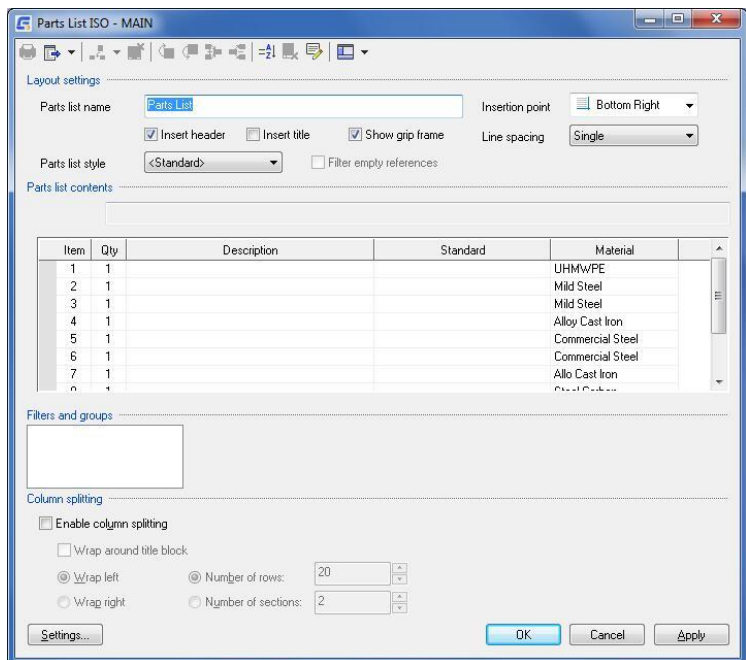 Parts List ISO - MAIN
Layout settings
Parts list name Parts List Insertion point Bottom Right
Insert header Insert title Show grip frame Line spacing Single
Parts list style <Standard> Filter empty references
Parts list contents
Item Qty Description Standard Material
1 1 UHMWPE
2 1 Mild Steel
3 1 Mild Steel
4 1 Alloy Cast Iron
5 1 Commercial Steel
6 1 Commercial Steel
7 1 Allo Cast Iron
Filters and groups
Column splitting
Enable column splitting
Wrap around title block
Wrap left Number of rows: 20
Wrap right Number of sections: 2
Settings... OK Cancel Apply